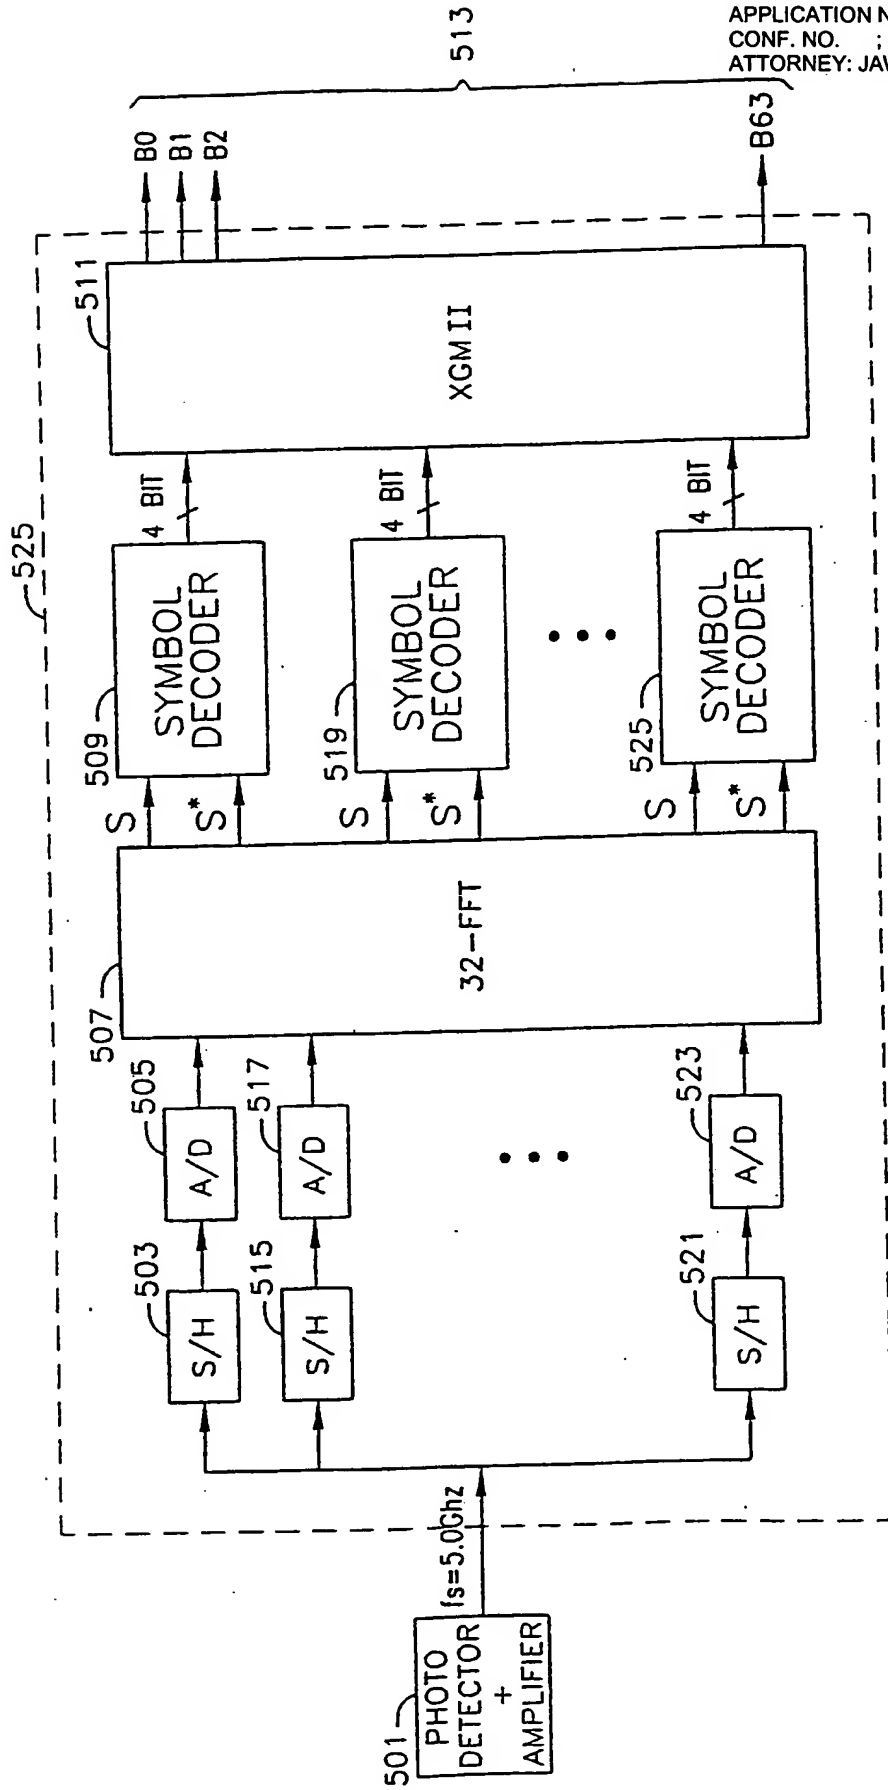 APPLICATION N
CONF. NO. :
ATTORNEY: JAW
513
B0
B1
B2
B63
525
511
XGM II
4 BIT
4 BIT
4 BIT
509
SYMBOL
DECODER
519
SYMBOL
DECODER
525
SYMBOL
DECODER
S
S*
S
S*
S
S*
507
32-FFT
505
A/D
517
A/D
523
A/D
503
S/H
515
S/H
521
S/H
fs=5.0Ghz
501
PHOTO
DETECTOR
+
AMPLIFIER